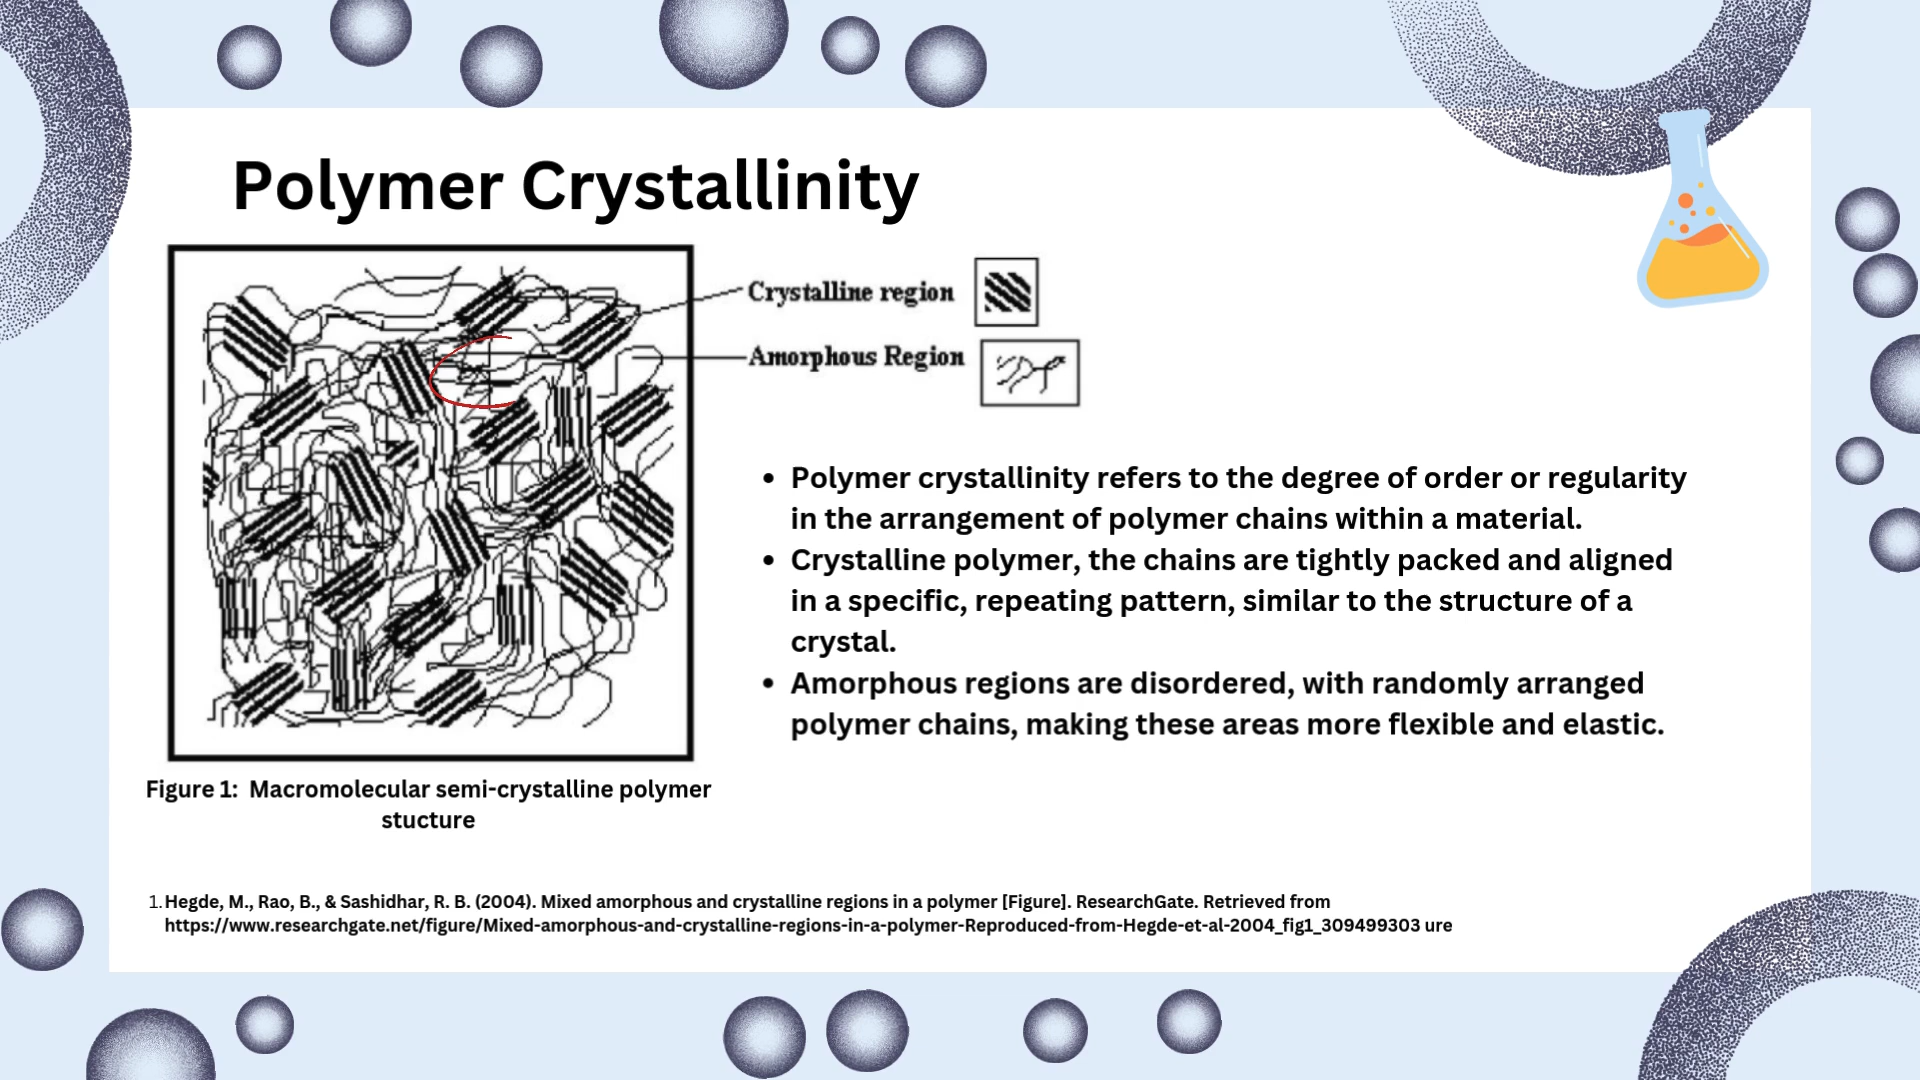 Polymer Crystallinity
Crystalline region
Amorphous Region
• Polymer crystallinity refers to the degree of order or regularity
in the arrangement of polymer chains within a material.
• Crystalline polymer, the chains are tightly packed and aligned
in a specific, repeating pattern, similar to the structure of a
crystal.
• Amorphous regions are disordered, with randomly arranged
polymer chains, making these areas more flexible and elastic.
Figure 1: Macromolecular semi-crystalline polymer
stucture
1. Hegde, M., Rao, B., & Sashidhar, R. B. (2004). Mixed amorphous and crystalline regions in a polymer [Figure]. ResearchGate. Retrieved from
https://www.researchgate.net/figure/Mixed-amorphous-and-crystalline-regions-in-a-polymer-Reproduced-from-Hegde-et-al-2004_fig1_309499303 ure